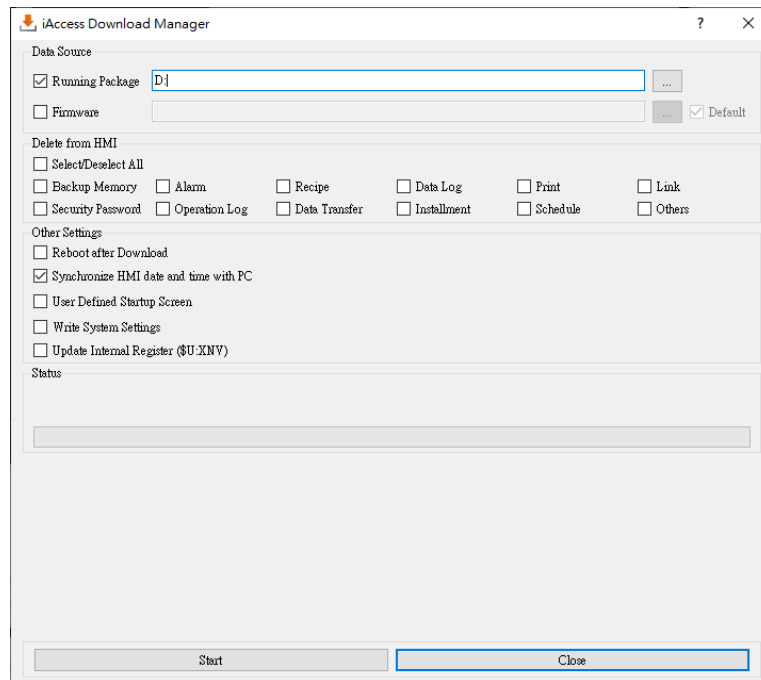 iAccess Download Manager ?
Data Source
Running Package D: ...
Firmware ... Default
Delete from HMI
Select/Deselect All
Backup Memory Alarm Recipe Data Log Print Link
Security Password Operation Log Data Transfer Installment Schedule Others
Other Settings
Reboot after Download
Synchronize HMI date and time with PC
User Defined Startup Screen
Write System Settings
Update Internal Register ($U:XNV)
Status
Start Close